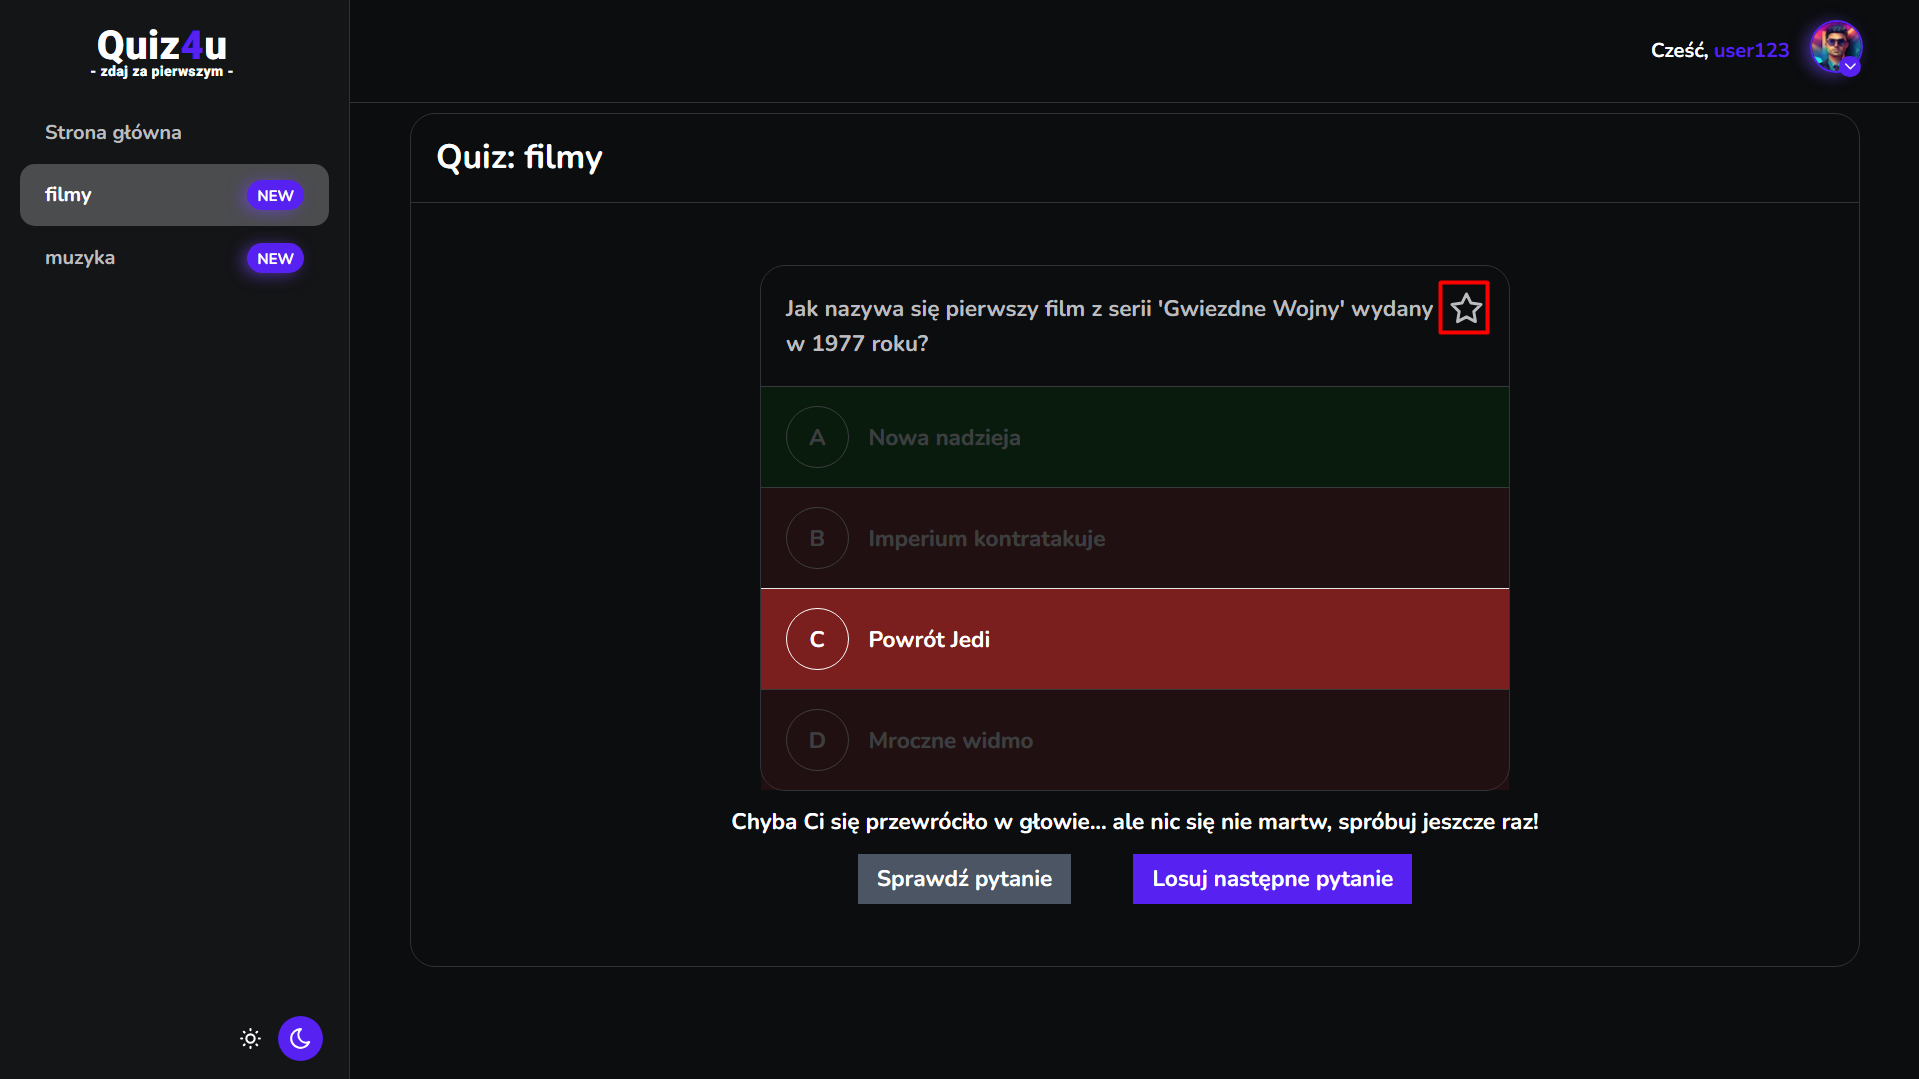 Quiz4u
- zdaj za pierwszym -
Cześć, user123
Strona główna
filmy NEW
muzyka NEW
Quiz: filmy
Jak nazywa się pierwszy film z serii 'Gwiezdne Wojny' wydany
w 1977 roku?
A Nowa nadzieja
B Imperium kontratakuje
C Powrót Jedi
D Mroczne widmo
Chyba Ci się przewróciło w głowie... ale nic się nie martw, spróbuj jeszcze raz!
Sprawdź pytanie Losuj następne pytanie